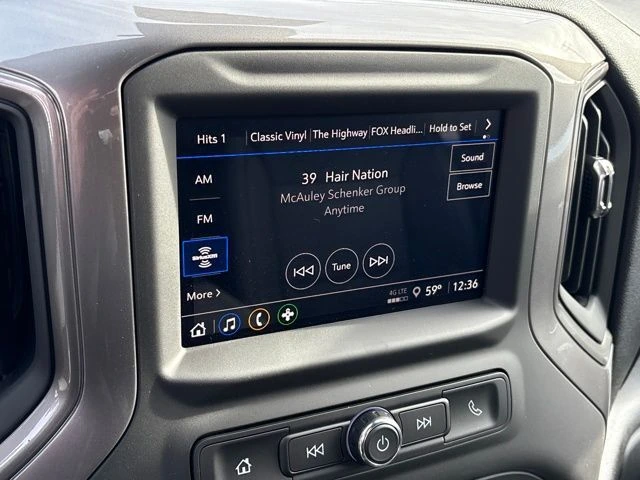 Hits 1 Classic Vinyl The Highway FOX Headli... Hold to Set
AM
FM
SiriusXM
More
39 Hair Nation
McAuley Schenker Group
Anytime
Sound
Browse
Tune
4G LTE
59° 12:36